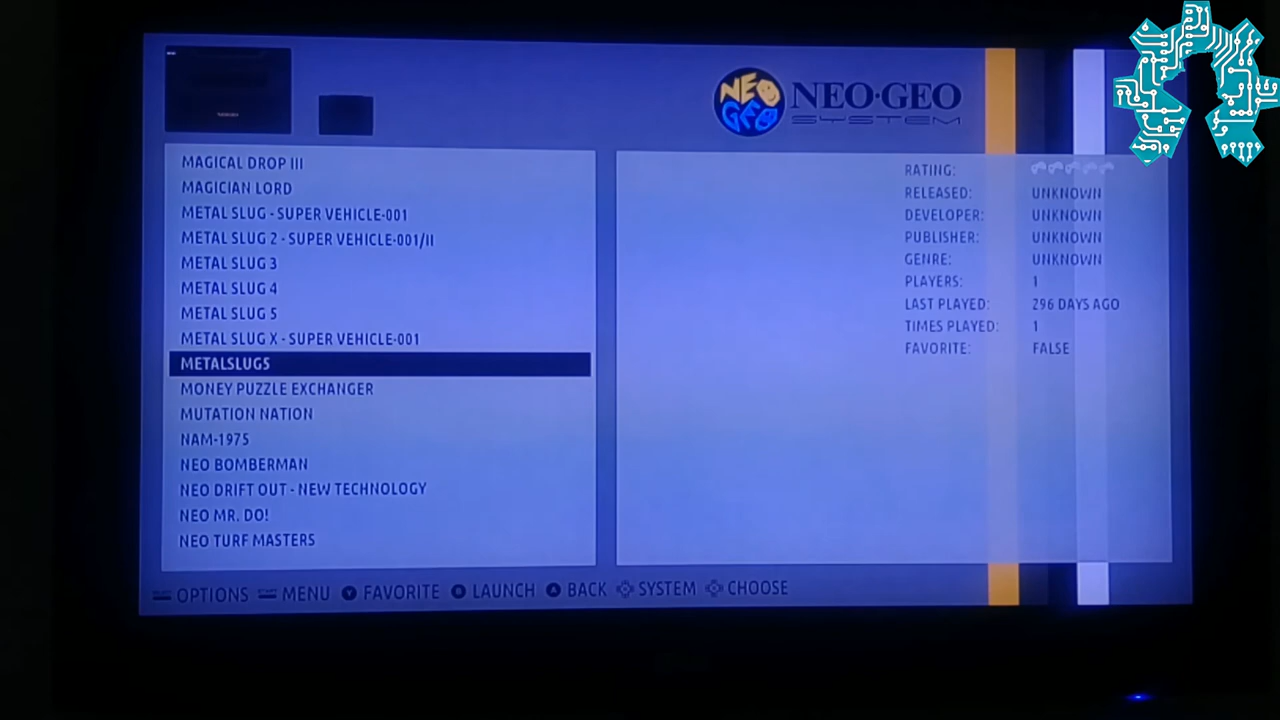 NEO
GEO
NEO·GEO
SYSTEM
MAGICAL DROP III
MAGICIAN LORD
METAL SLUG - SUPER VEHICLE-001
METAL SLUG 2 - SUPER VEHICLE-001/II
METAL SLUG 3
METAL SLUG 4
METAL SLUG 5
METAL SLUG X - SUPER VEHICLE-001
METALSLUG5
MONEY PUZZLE EXCHANGER
MUTATION NATION
NAM-1975
NEO BOMBERMAN
NEO DRIFT OUT - NEW TECHNOLOGY
NEO MR. DO!
NEO TURF MASTERS
RATING:
RELEASED: UNKNOWN
DEVELOPER: UNKNOWN
PUBLISHER: UNKNOWN
GENRE: UNKNOWN
PLAYERS: 1
LAST PLAYED: 296 DAYS AGO
TIMES PLAYED: 1
FAVORITE: FALSE
OPTIONS MENU Y FAVORITE B LAUNCH A BACK SYSTEM CHOOSE